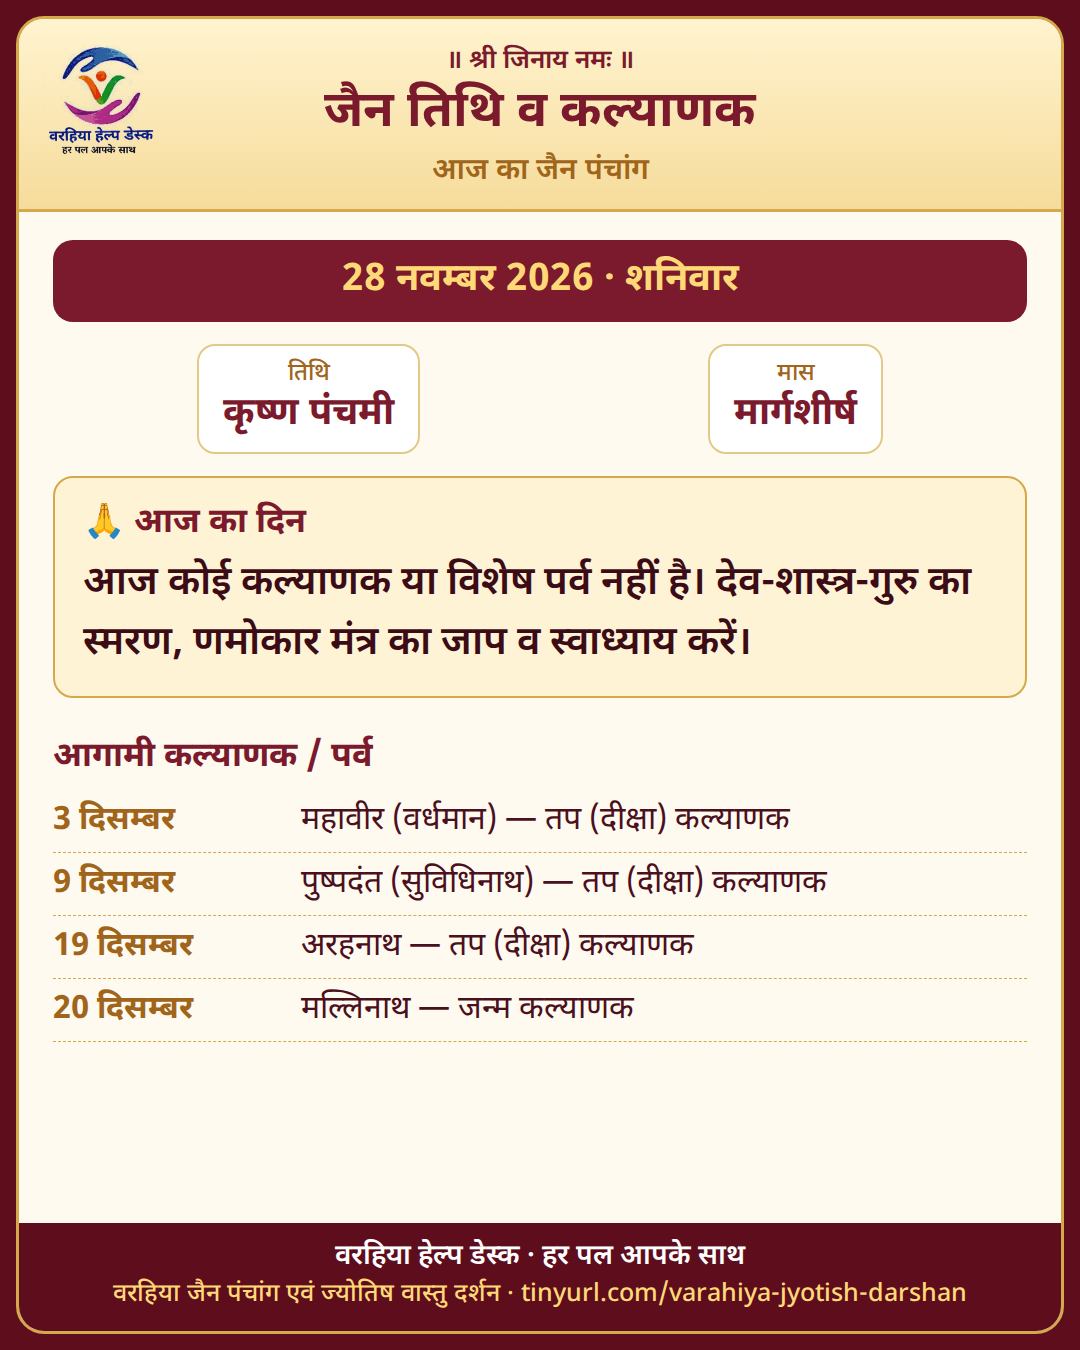 ॥ श्री जिनाय नमः ॥
जैन तिथि व कल्याणक
आज का जैन पंचांग
वरहिया हेल्प डेस्क
हर पल आपके साथ
28 नवम्बर 2026 · शनिवार
तिथि
कृष्ण पंचमी
मास
मार्गशीर्ष
🙏 आज का दिन
आज कोई कल्याणक या विशेष पर्व नहीं है। देव-शास्त्र-गुरु का
स्मरण, णमोकार मंत्र का जाप व स्वाध्याय करें।
आगामी कल्याणक / पर्व
3 दिसम्बर महावीर (वर्धमान) — तप (दीक्षा) कल्याणक
9 दिसम्बर पुष्पदंत (सुविधिनाथ) — तप (दीक्षा) कल्याणक
19 दिसम्बर अरहनाथ — तप (दीक्षा) कल्याणक
20 दिसम्बर मल्लिनाथ — जन्म कल्याणक
वरहिया हेल्प डेस्क · हर पल आपके साथ
वरहिया जैन पंचांग एवं ज्योतिष वास्तु दर्शन · tinyurl.com/varahiya-jyotish-darshan